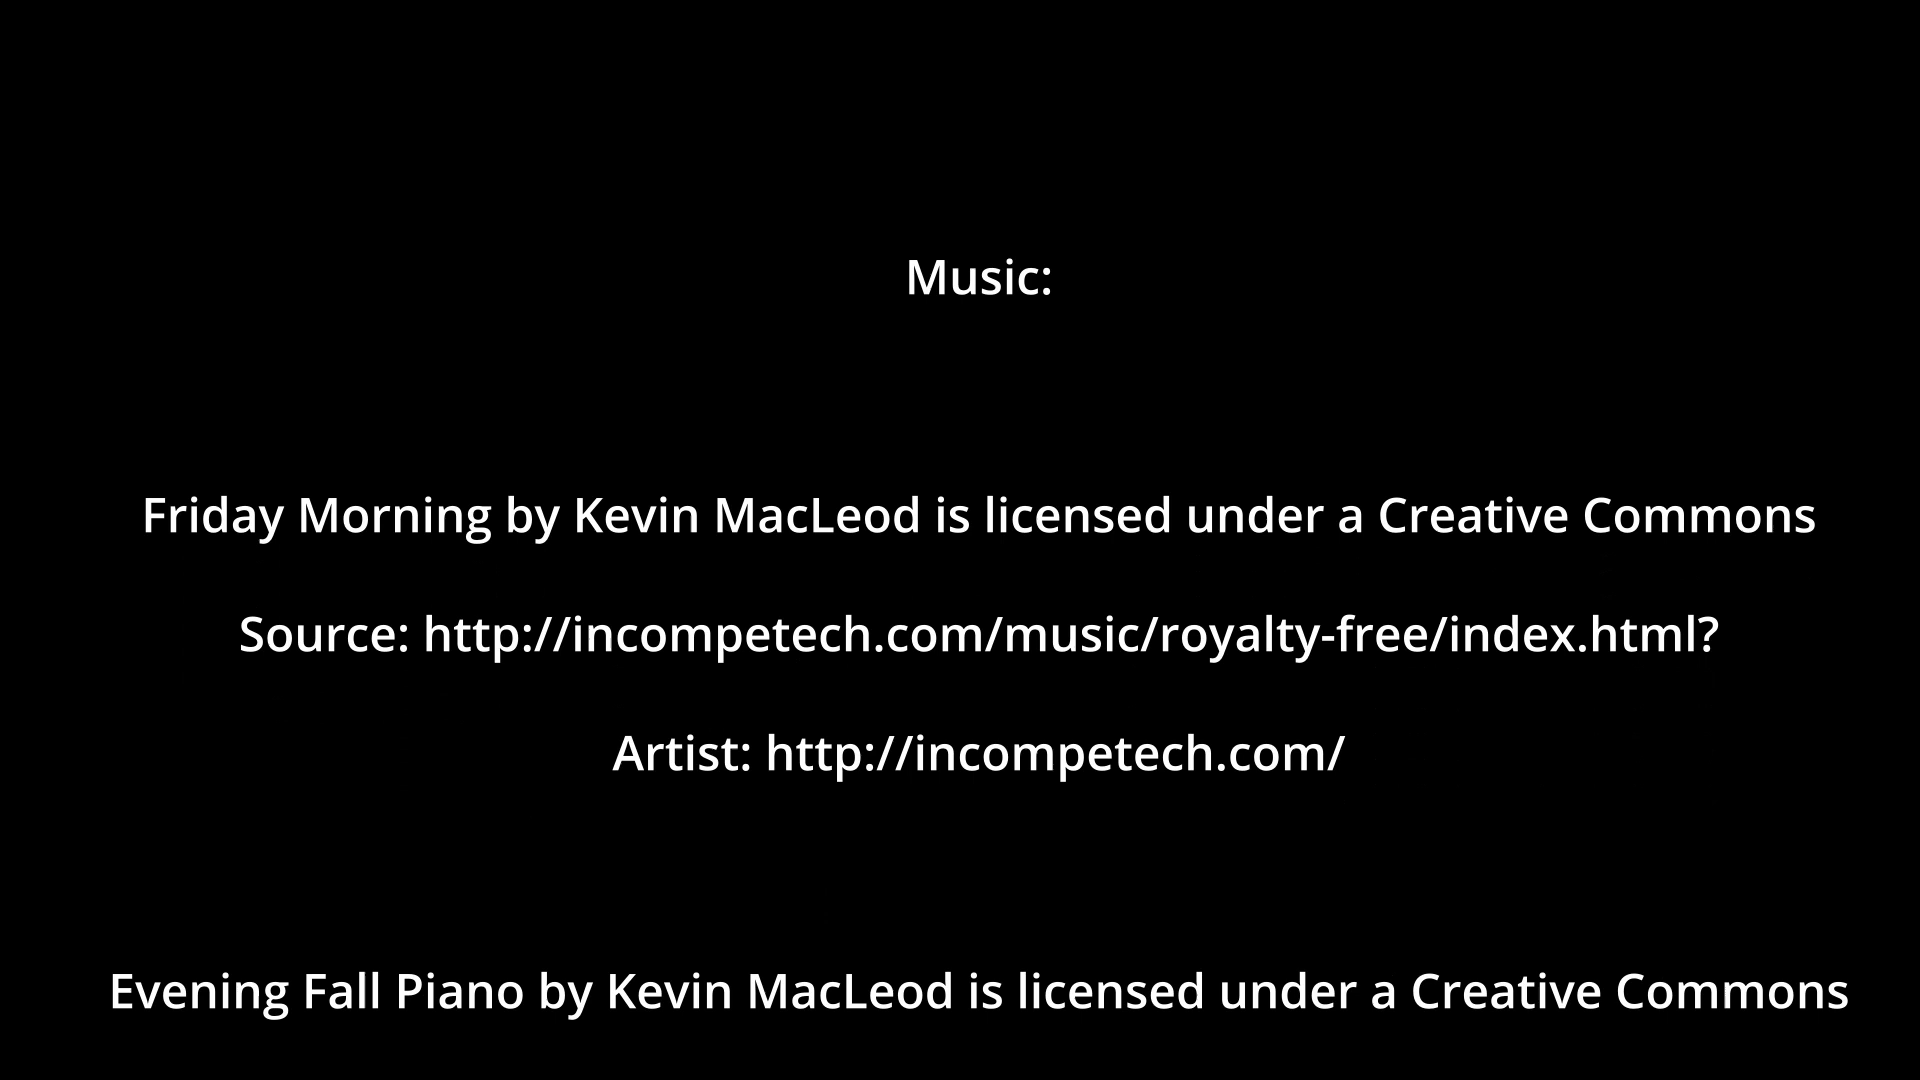 Music:
Friday Morning by Kevin MacLeod is licensed under a Creative Commons
Source: http://incompetech.com/music/royalty-free/index.html?
Artist: http://incompetech.com/
Evening Fall Piano by Kevin MacLeod is licensed under a Creative Commons